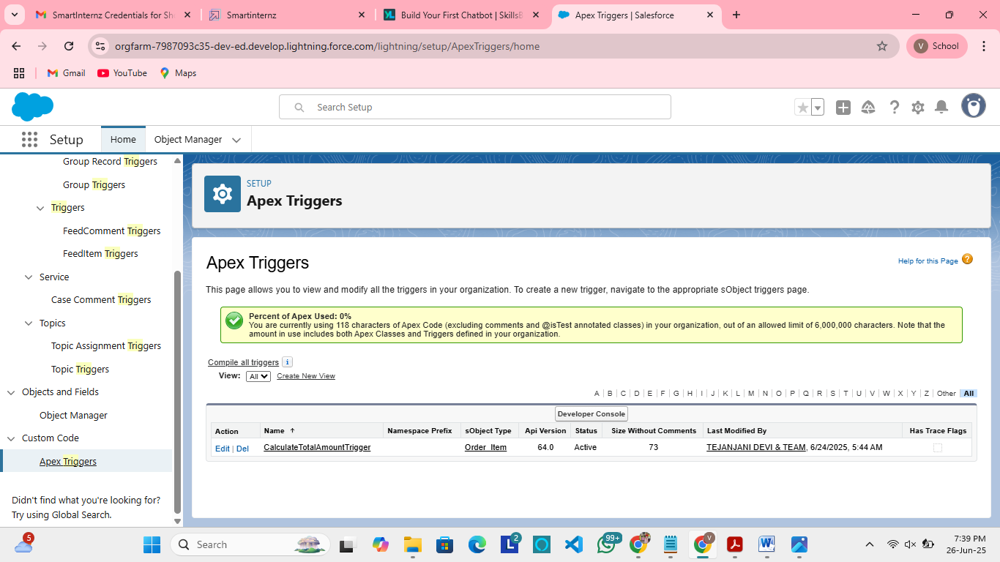 SmartInternz Credentials for Sh
Smartinternz
Build Your First Chatbot | SkillsB
Apex Triggers | Salesforce
orgfarm-7987093c35-dev-ed.develop.lightning.force.com/lightning/setup/ApexTriggers/home
V School
Gmail
YouTube
Maps
Search Setup
Setup
Home
Object Manager
Group Record Triggers
Group Triggers
Triggers
FeedComment Triggers
FeedItem Triggers
Service
Case Comment Triggers
Topics
Topic Assignment Triggers
Topic Triggers
Objects and Fields
Object Manager
Custom Code
Apex Triggers
Didn't find what you're looking for?
Try using Global Search.
SETUP
Apex Triggers
Apex Triggers
Help for this Page
This page allows you to view and modify all the triggers in your organization. To create a new trigger, navigate to the appropriate sObject triggers page.
Percent of Apex Used: 0%
You are currently using 118 characters of Apex Code (excluding comments and @isTest annotated classes) in your organization, out of an allowed limit of 6,000,000 characters. Note that the
amount in use includes both Apex Classes and Triggers defined in your organization.
Compile all triggers i
View: All Create New View
A | B | C | D | E | F | G | H | I | J | K | L | M | N | O | P | Q | R | S | T | U | V | W | X | Y | Z | Other | All
Developer Console
Action Name ↑ Namespace Prefix sObject Type Api Version Status Size Without Comments Last Modified By Has Trace Flags
Edit | Del CalculateTotalAmountTrigger Order_Item 64.0 Active 73 TEJANJANI DEVI & TEAM, 6/24/2025, 5:44 AM
5
Search
2
99+
V
7:39 PM
26-Jun-25